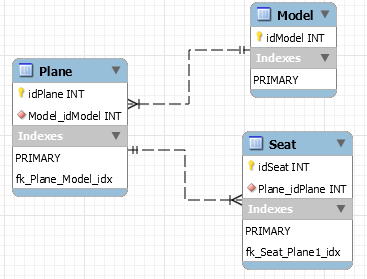 Model
idModel INT
Indexes
PRIMARY
Plane
idPlane INT
Model_idModel INT
Indexes
PRIMARY
fk_Plane_Model_idx
Seat
idSeat INT
Plane_idPlane INT
Indexes
PRIMARY
fk_Seat_Plane1_idx